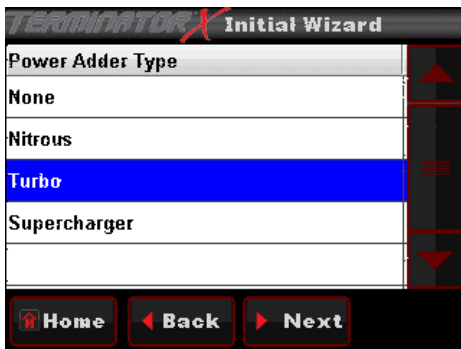 TERMINATOR X Initial Wizard
Power Adder Type
None
Nitrous
Turbo
Supercharger
Home Back Next